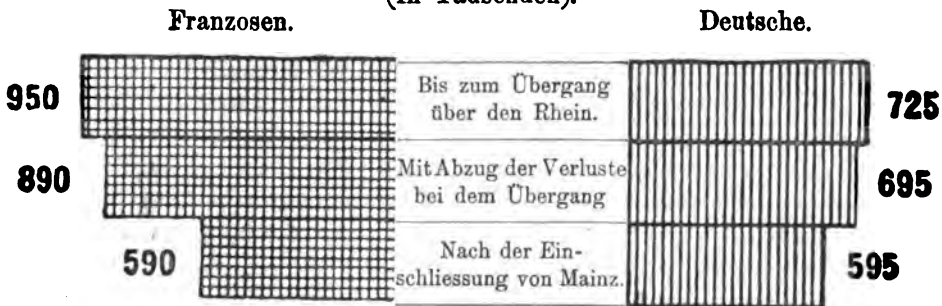 (In Tausenden).
Franzosen. Deutsche.
950 Bis zum Übergang 725
über den Rhein.
890 Mit Abzug der Verluste 695
bei dem Übergang
590 Nach der Ein- 595
schliessung von Mainz.